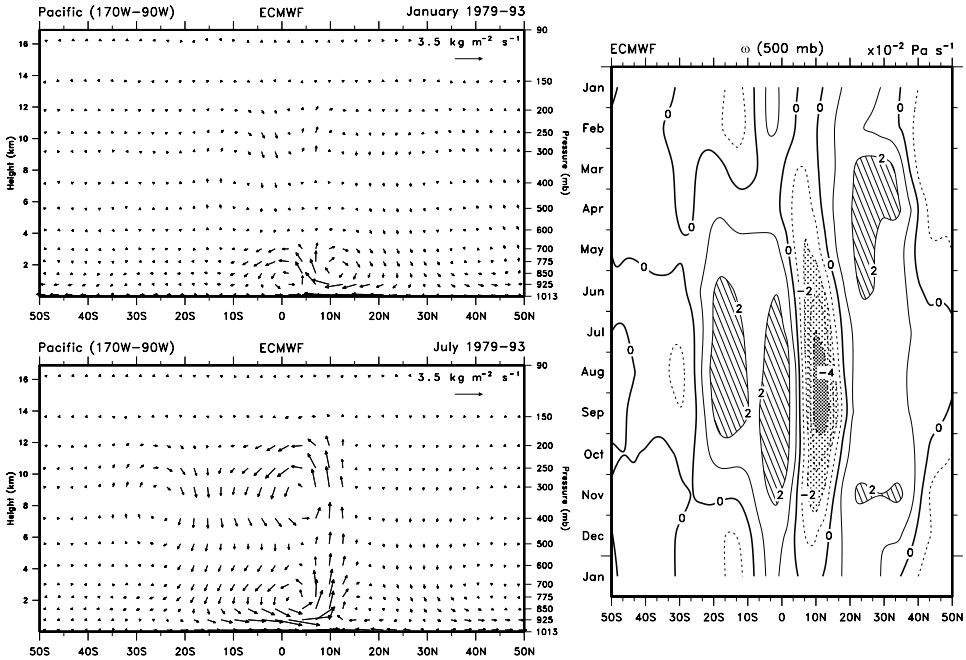 Pacific (170W−90W) ECMWF January 1979−93
3.5 kg m⁻² s⁻¹
16
14
12
10
8
6
4
2
Height (km)
90
150
200
250
300
400
500
600
700
775
850
925
1013
Pressure (mb)
50S 40S 30S 20S 10S 0 10N 20N 30N 40N 50N
Pacific (170W−90W) ECMWF July 1979−93
3.5 kg m⁻² s⁻¹
16
14
12
10
8
6
4
2
Height (km)
90
150
200
250
300
400
500
600
700
775
850
925
1013
Pressure (mb)
50S 40S 30S 20S 10S 0 10N 20N 30N 40N 50N
ECMWF ω (500 mb) x10⁻² Pa s⁻¹
Jan
Feb
Mar
Apr
May
Jun
Jul
Aug
Sep
Oct
Nov
Dec
Jan
0 0 0 0
2
0
0 0 0 2
−2 0
2
0
−4
2 2
0
2 −2 2
0 0
0 0
50S 40S 30S 20S 10S 0 10N 20N 30N 40N 50N